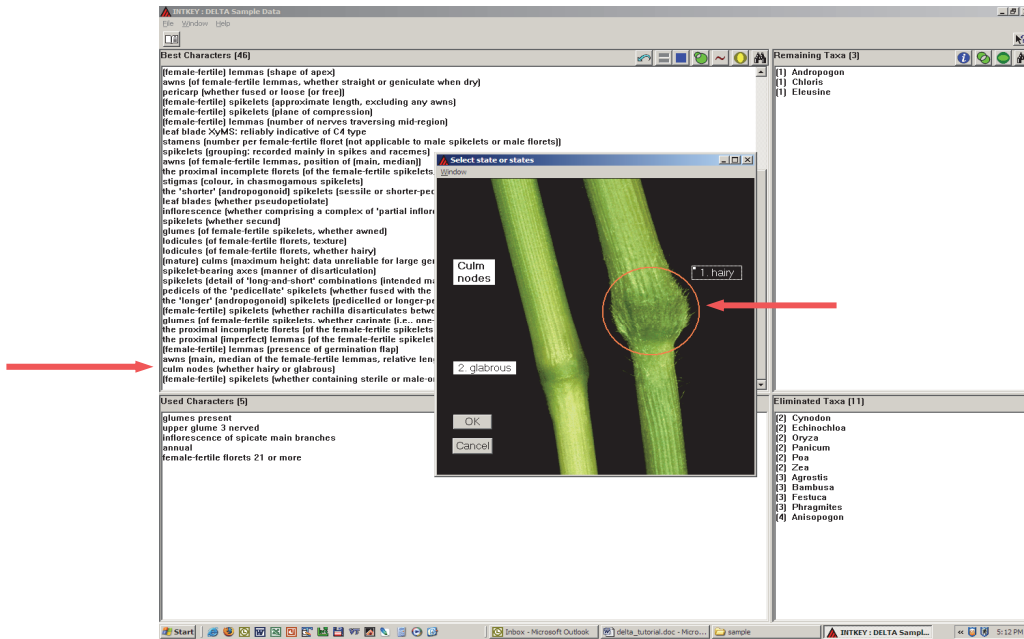 INTKEY : DELTA Sample Data
File Window Help
Best Characters [46]
(female-fertile) lemmas (shape of apex)
awns (of female-fertile lemmas, whether straight or geniculate when dry)
pericarp (whether fused or loose (or free))
(female-fertile) spikelets (approximate length, excluding any awns)
(female-fertile) spikelets (plane of compression)
(female-fertile) lemmas (number of nerves traversing mid-region)
leaf blade XyMS: reliably indicative of C4 type
stamens (number per female-fertile floret (not applicable to male spikelets or male florets))
spikelets (grouping: recorded mainly in spikes and racemes)
awns (of female-fertile lemmas, position of (main, median))
the proximal incomplete florets (of the female-fertile spikelets,
stigmas (colour, in chasmogamous spikelets)
the 'shorter' (andropogonoid) spikelets (sessile or shorter-pec
leaf blades (whether pseudopetiolate)
inflorescence (whether comprising a complex of 'partial inflor
spikelets (whether secund)
glumes (of female-fertile spikelets, whether awned)
lodicules (of female-fertile florets, texture)
lodicules (of female-fertile florets, whether hairy)
(mature) culms (maximum height: data unreliable for large ger
spikelet-bearing axes (manner of disarticulation)
spikelets (detail of 'long-and-short' combinations (intended ma
pedicels of the 'pedicellate' spikelets (whether fused with the
the 'longer' (andropogonoid) spikelets (pedicelled or longer-pe
(female-fertile) spikelets (whether rachilla disarticulates betwe
glumes (of female-fertile spikelets, whether carinate (i.e., one-
the proximal incomplete florets (of the female-fertile spikelets
the proximal (imperfect) lemmas (of the female-fertile spikelet
(female-fertile) lemmas (presence of germination flap)
awns (main, median of the female-fertile lemmas, relative leng
culm nodes (whether hairy or glabrous)
(female-fertile) spikelets (whether containing sterile or male-o
Remaining Taxa [3]
(1) Andropogon
(1) Chloris
(1) Eleusine
Select state or states
Window
Culm
nodes
1. hairy
2. glabrous
OK
Cancel
Used Characters [5]
glumes present
upper glume 3 nerved
inflorescence of spicate main branches
annual
female-fertile florets 21 or more
Eliminated Taxa [11]
(2) Cynodon
(2) Echinochloa
(2) Oryza
(2) Panicum
(2) Poa
(2) Zea
(3) Agrostis
(3) Bambusa
(3) Festuca
(3) Phragmites
(4) Anisopogon
Start
Inbox - Microsoft Outlook
delta_tutorial.doc - Micro...
sample
INTKEY : DELTA Sampl...
5:12 PM